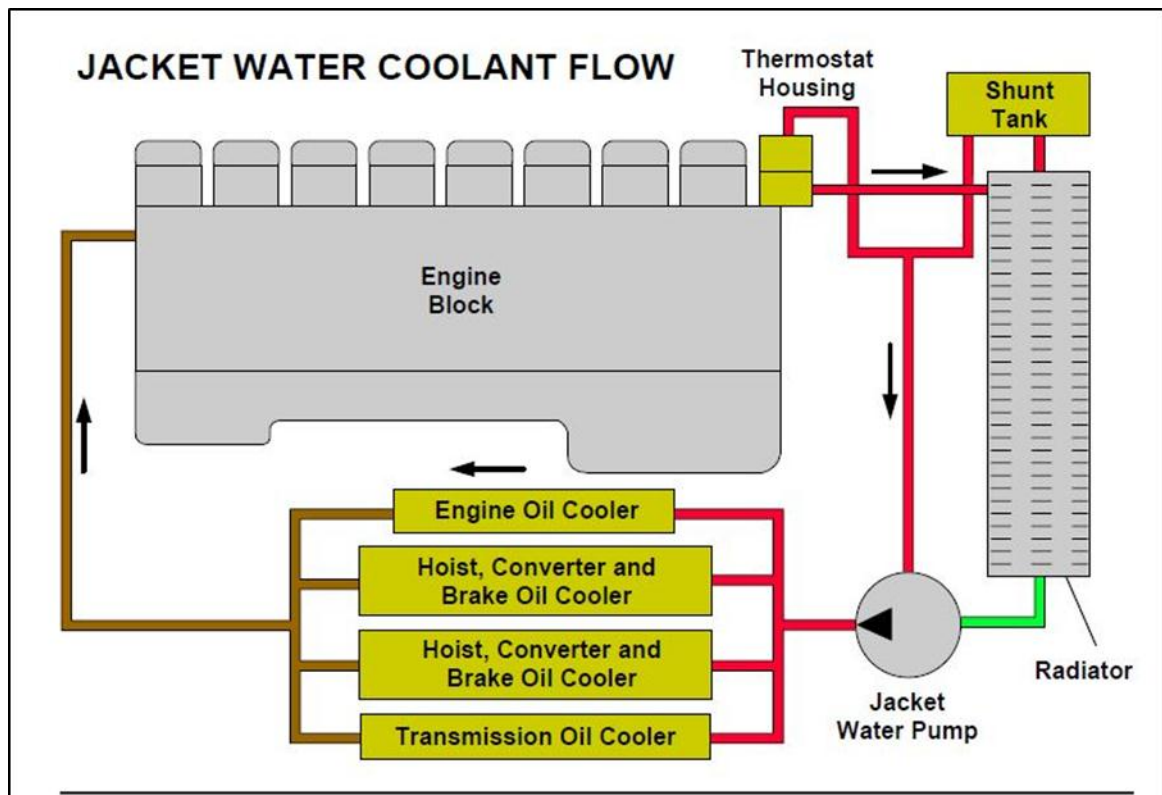 JACKET WATER COOLANT FLOW
Thermostat
Housing
Shunt
Tank
Engine
Block
Engine Oil Cooler
Hoist, Converter and
Brake Oil Cooler
Hoist, Converter and
Brake Oil Cooler
Transmission Oil Cooler
Jacket
Water Pump
Radiator